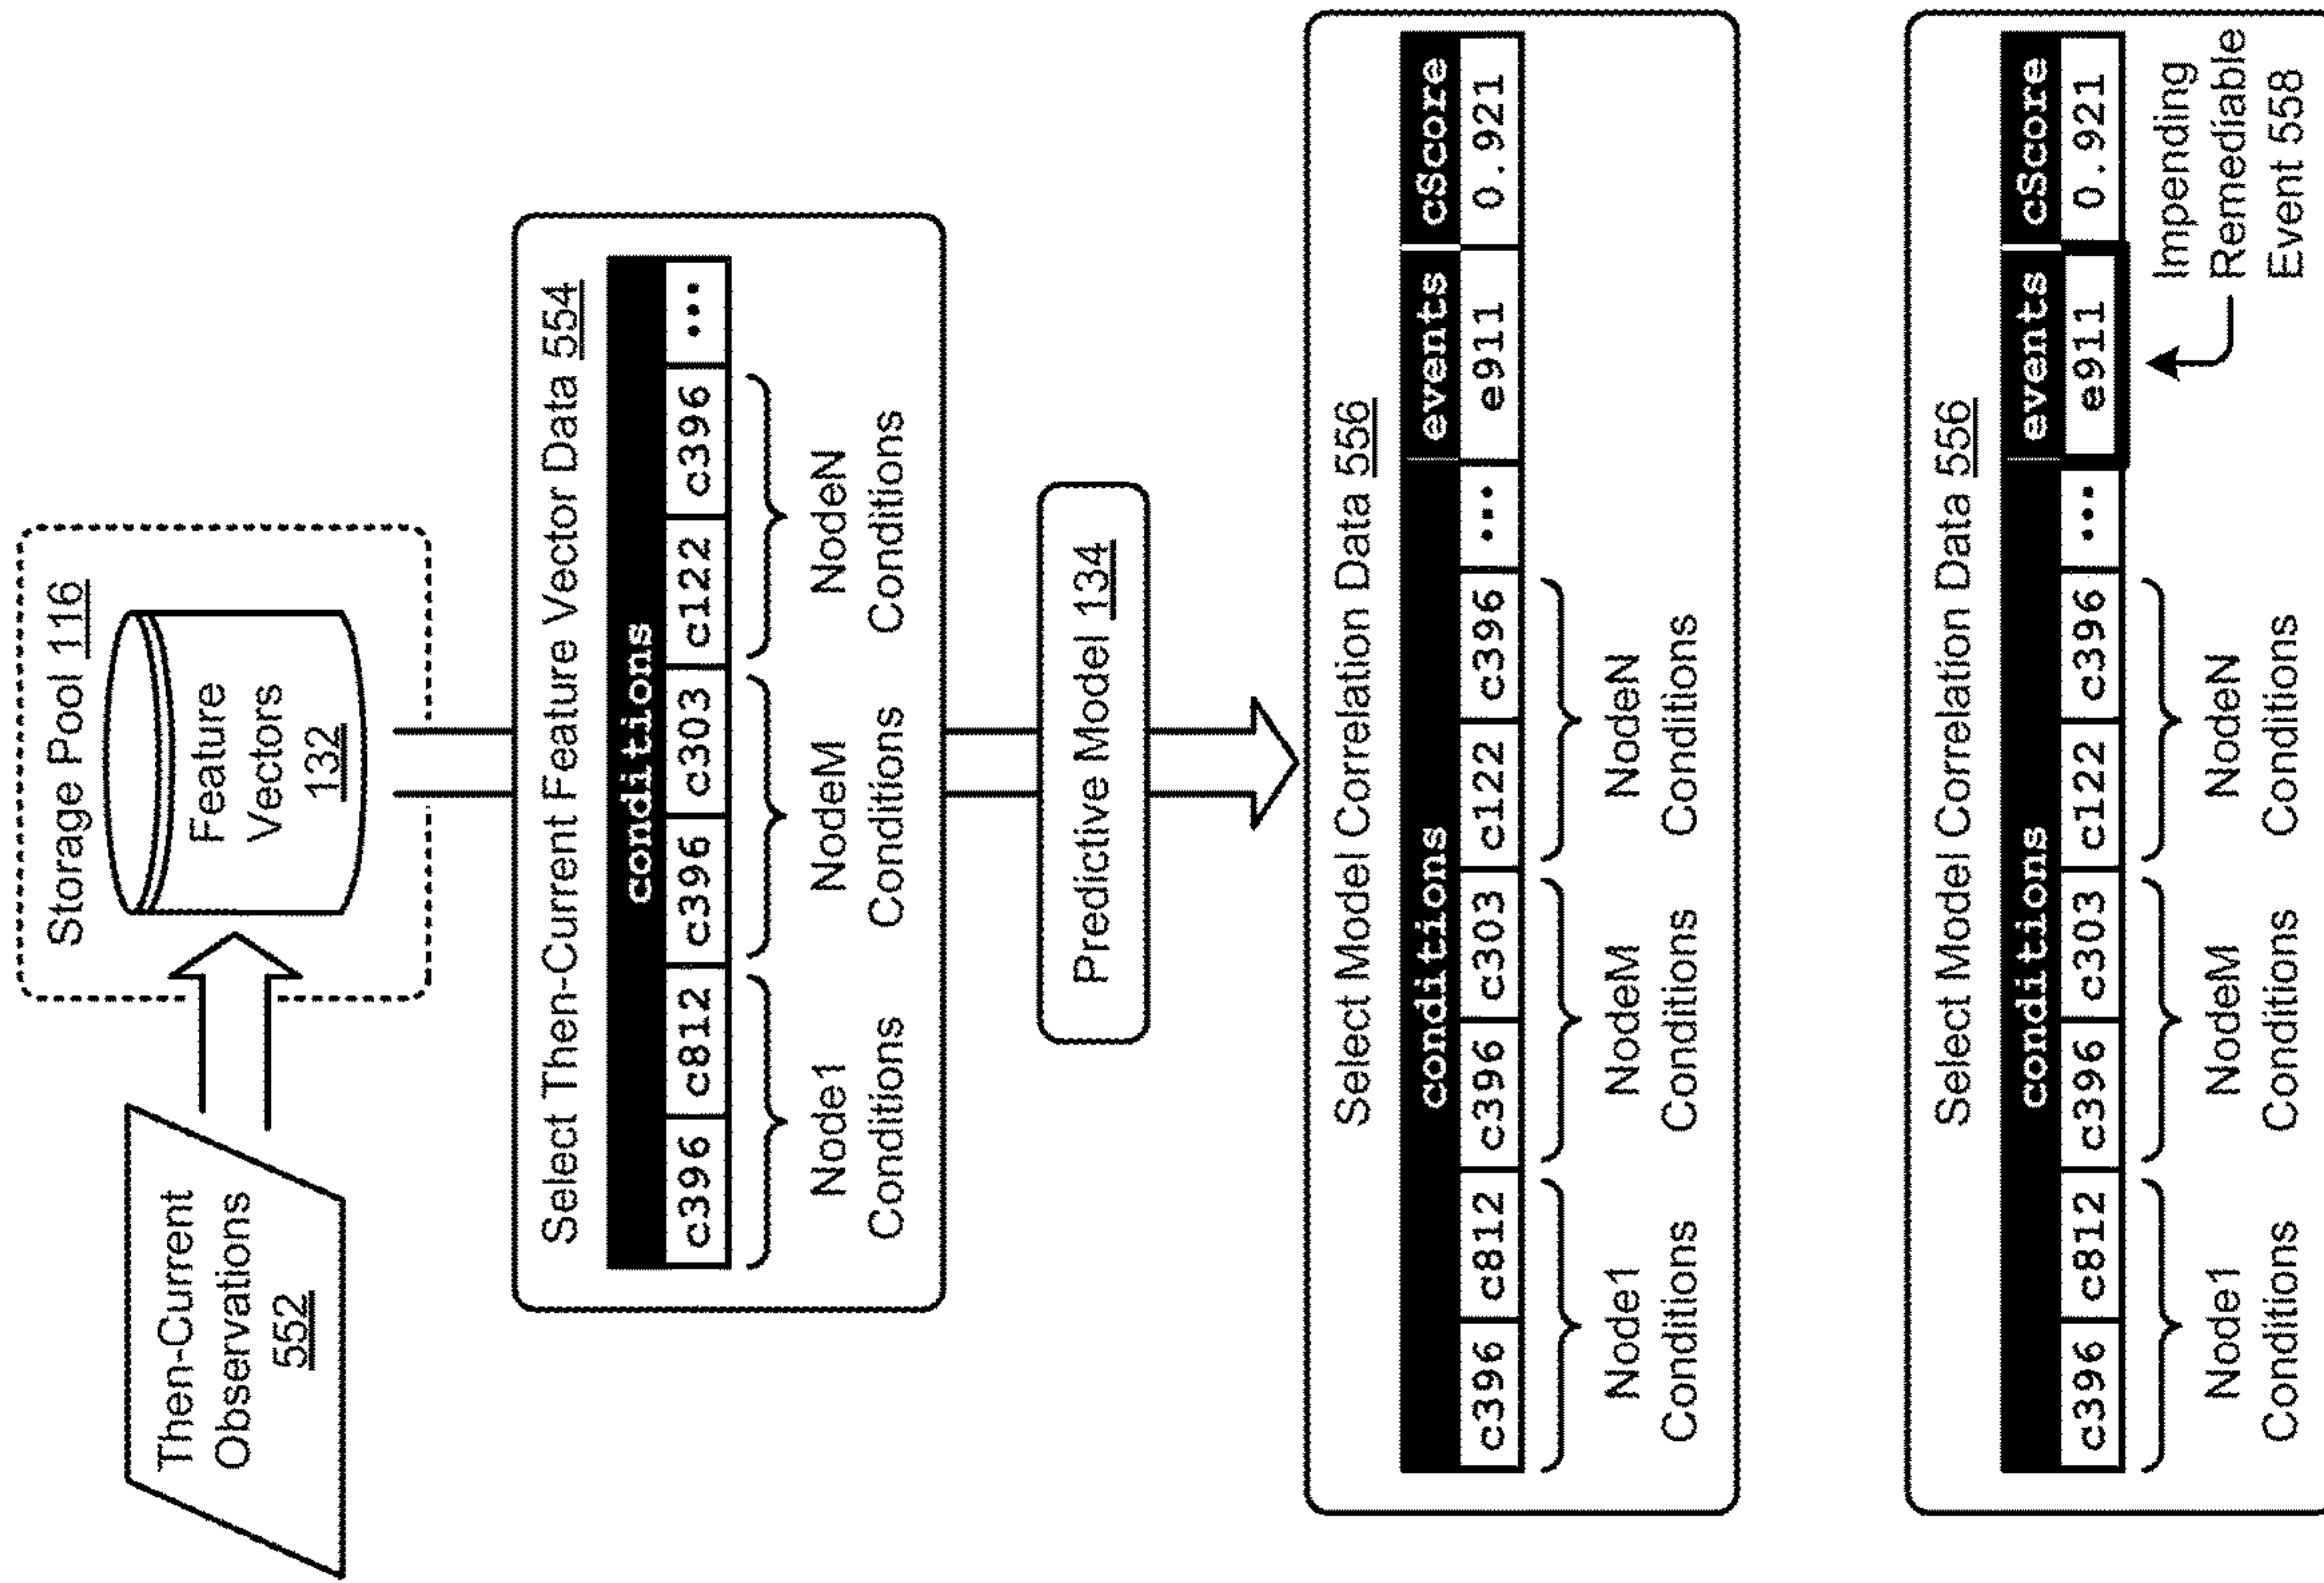 Then-Current
Observations
552
Storage Pool 116
Feature
Vectors
132
Select Then-Current Feature Vector Data 554
conditions
c396 c812 c396 c303 c122 c396 ...
Node1 NodeM NodeN
Conditions Conditions Conditions
Predictive Model 134
Select Model Correlation Data 556
conditions events cScore
c396 c812 c396 c303 c122 c396 ... e911 0.921
Node1 NodeM NodeN
Conditions Conditions Conditions
Select Model Correlation Data 556
conditions events cScore
c396 c812 c396 c303 c122 c396 ... e911 0.921
Node1 NodeM NodeN
Conditions Conditions Conditions
Impending
Remediable
Event 558